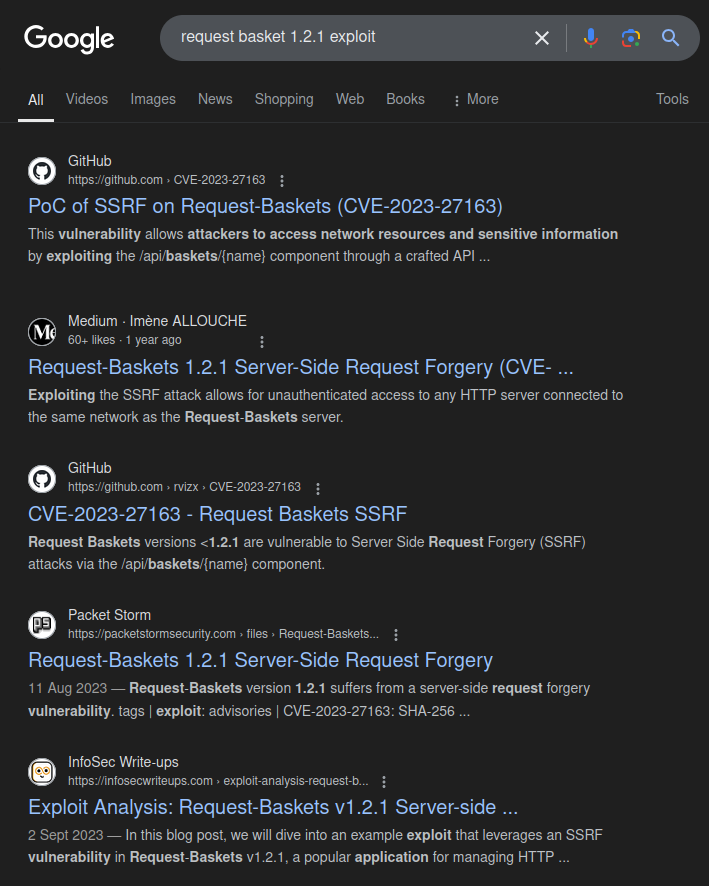 Google
request basket 1.2.1 exploit
All Videos Images News Shopping Web Books More Tools
GitHub
https://github.com › CVE-2023-27163
PoC of SSRF on Request-Baskets (CVE-2023-27163)
This vulnerability allows attackers to access network resources and sensitive information
by exploiting the /api/baskets/{name} component through a crafted API ...
Medium · Imène ALLOUCHE
60+ likes · 1 year ago
Request-Baskets 1.2.1 Server-Side Request Forgery (CVE- ...
Exploiting the SSRF attack allows for unauthenticated access to any HTTP server connected to
the same network as the Request-Baskets server.
GitHub
https://github.com › rvizx › CVE-2023-27163
CVE-2023-27163 - Request Baskets SSRF
Request Baskets versions <1.2.1 are vulnerable to Server Side Request Forgery (SSRF)
attacks via the /api/baskets/{name} component.
Packet Storm
https://packetstormsecurity.com › files › Request-Baskets...
Request-Baskets 1.2.1 Server-Side Request Forgery
11 Aug 2023 — Request-Baskets version 1.2.1 suffers from a server-side request forgery
vulnerability. tags | exploit: advisories | CVE-2023-27163: SHA-256 ...
InfoSec Write-ups
https://infosecwriteups.com › exploit-analysis-request-b...
Exploit Analysis: Request-Baskets v1.2.1 Server-side ...
2 Sept 2023 — In this blog post, we will dive into an example exploit that leverages an SSRF
vulnerability in Request-Baskets v1.2.1, a popular application for managing HTTP ...